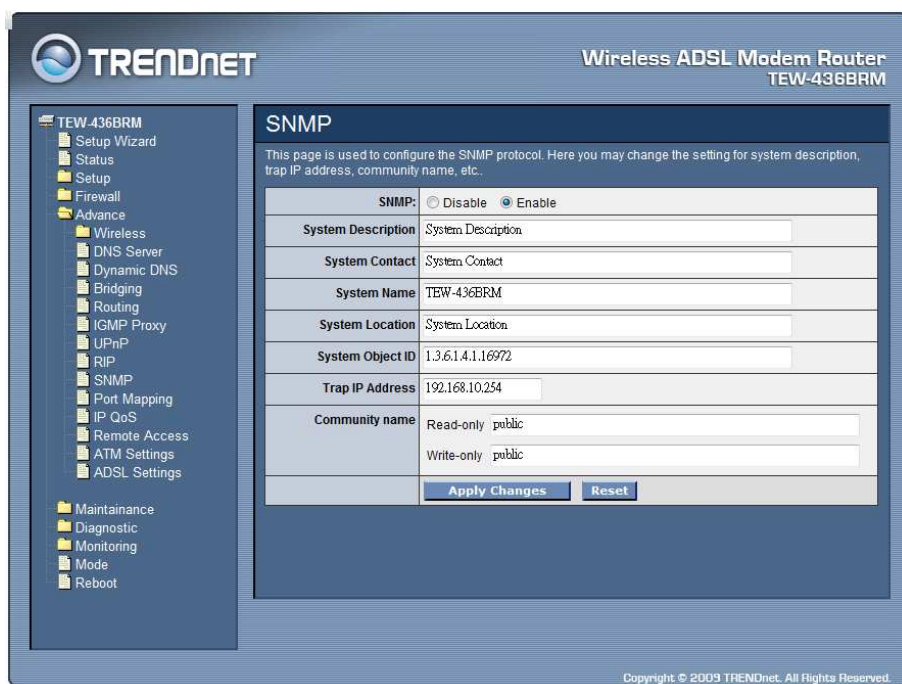 TRENDNET
Wireless ADSL Modem Router
TEW-436BRM
TEW-436BRM
Setup Wizard
Status
Setup
Firewall
Advance
Wireless
DNS Server
Dynamic DNS
Bridging
Routing
IGMP Proxy
UPnP
RIP
SNMP
Port Mapping
IP QoS
Remote Access
ATM Settings
ADSL Settings
Maintainance
Diagnostic
Monitoring
Mode
Reboot
SNMP
This page is used to configure the SNMP protocol. Here you may change the setting for system description,
trap IP address, community name, etc..
SNMP: Disable Enable
System Description System Description
System Contact System Contact
System Name TEW-436BRM
System Location System Location
System Object ID 1.3.6.1.4.1.16972
Trap IP Address 192.168.10.254
Community name Read-only public
Write-only public
Apply Changes Reset
Copyright © 2009 TRENDnet. All Rights Reserved.